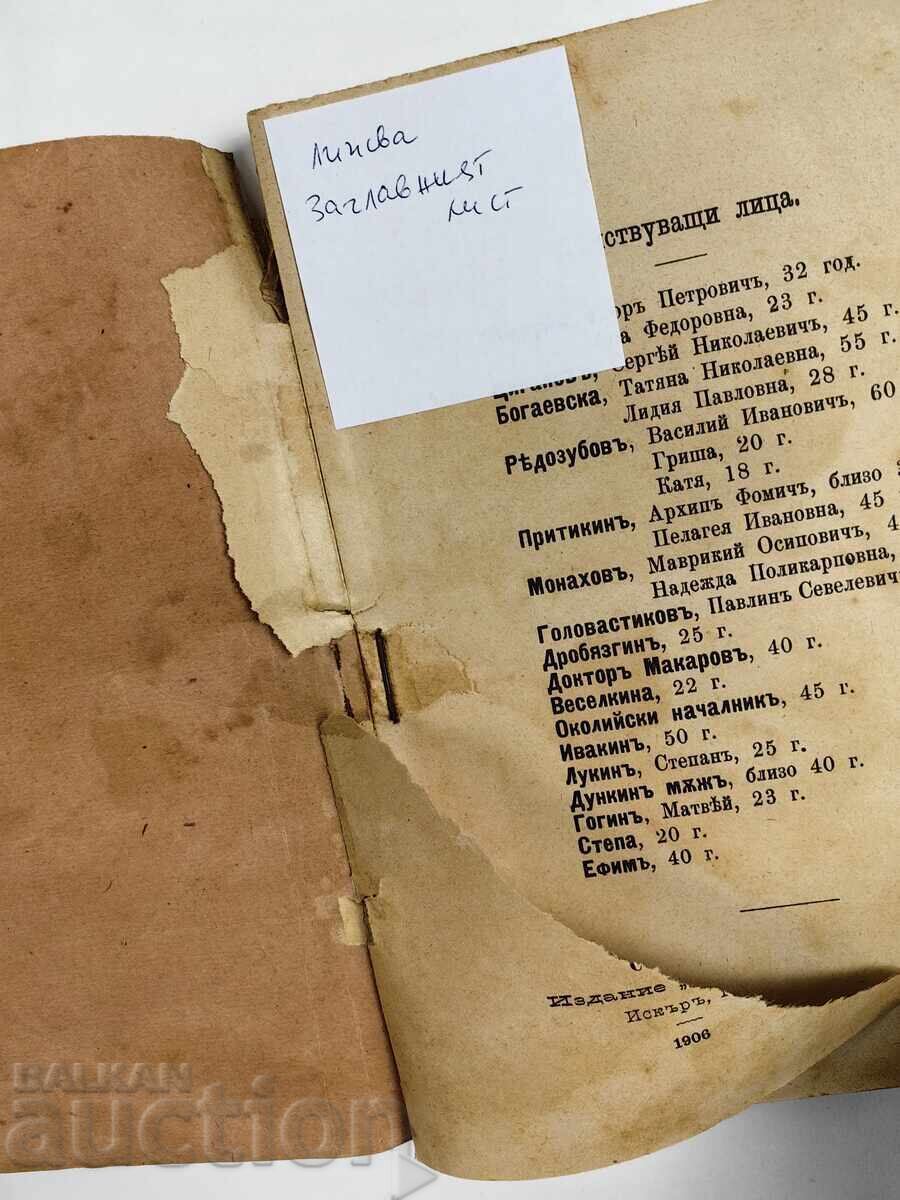 липсва
заглавният
лист
ствуващи лица.
оръ Петровичъ, 32 год.
а Федоровна, 23 г.
Сергѣй Николаевичъ, 45 г.
Богаевска, Татяна Николаевна, 55 г.
Лидия Павловна, 28 г.
Рѣдозубовъ, Василий Ивановичъ, 60
Гриша, 20 г.
Катя, 18 г.
Притикинъ, Архипъ Фомичъ, близо
Пелагея Ивановна, 45
Монаховъ, Маврикий Осиповичъ, 4
Надежда Поликарповна,
Головастиковъ, Павлинъ Севелевичъ
Дробязгин, 25 г.
Докторъ Макаровъ, 40 г.
Веселкина, 22 г.
Околийски началникъ, 45 г.
Ивакинъ, 50 г.
Лукинъ, Степанъ, 25 г.
Дункинъ мѫжъ, близо 40 г.
Гогинъ, Матвѣй, 23 г.
Степа, 20 г.
Ефимъ, 40 г.
Издание „
Искъръ,
1906
BALKAN
auction